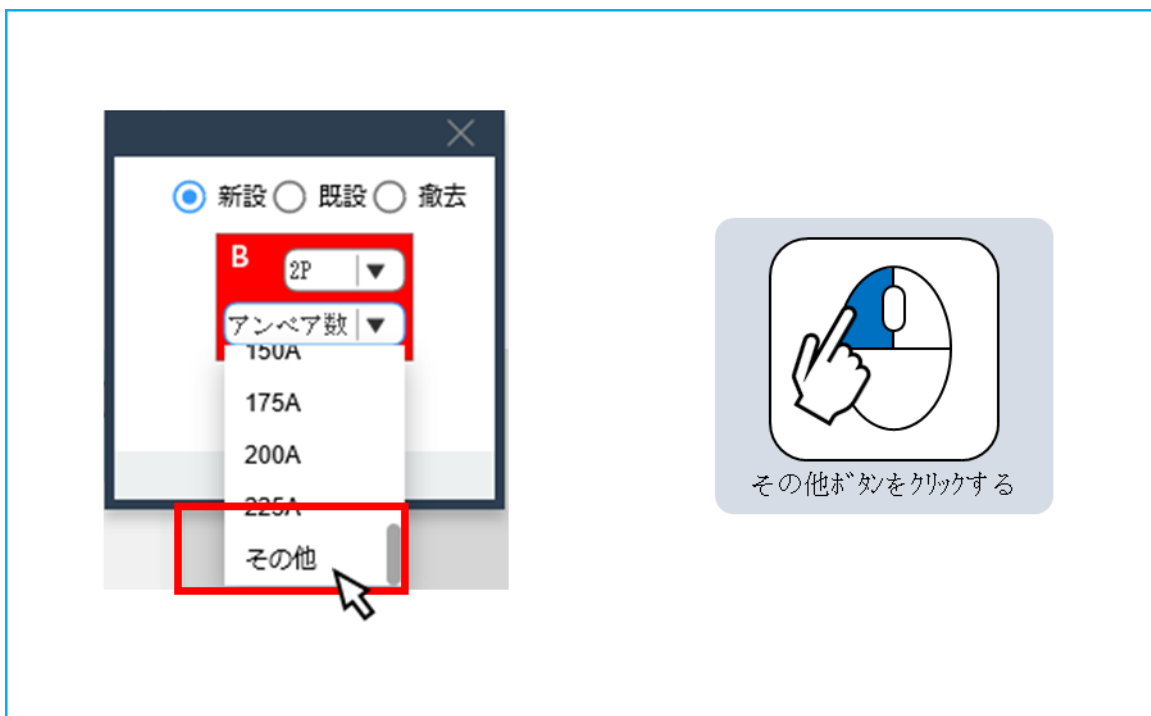 新設 既設 撤去
B
2P
アンペア数
150A
175A
200A
225A
その他
その他ﾎﾞﾀﾝをｸﾘｯｸする